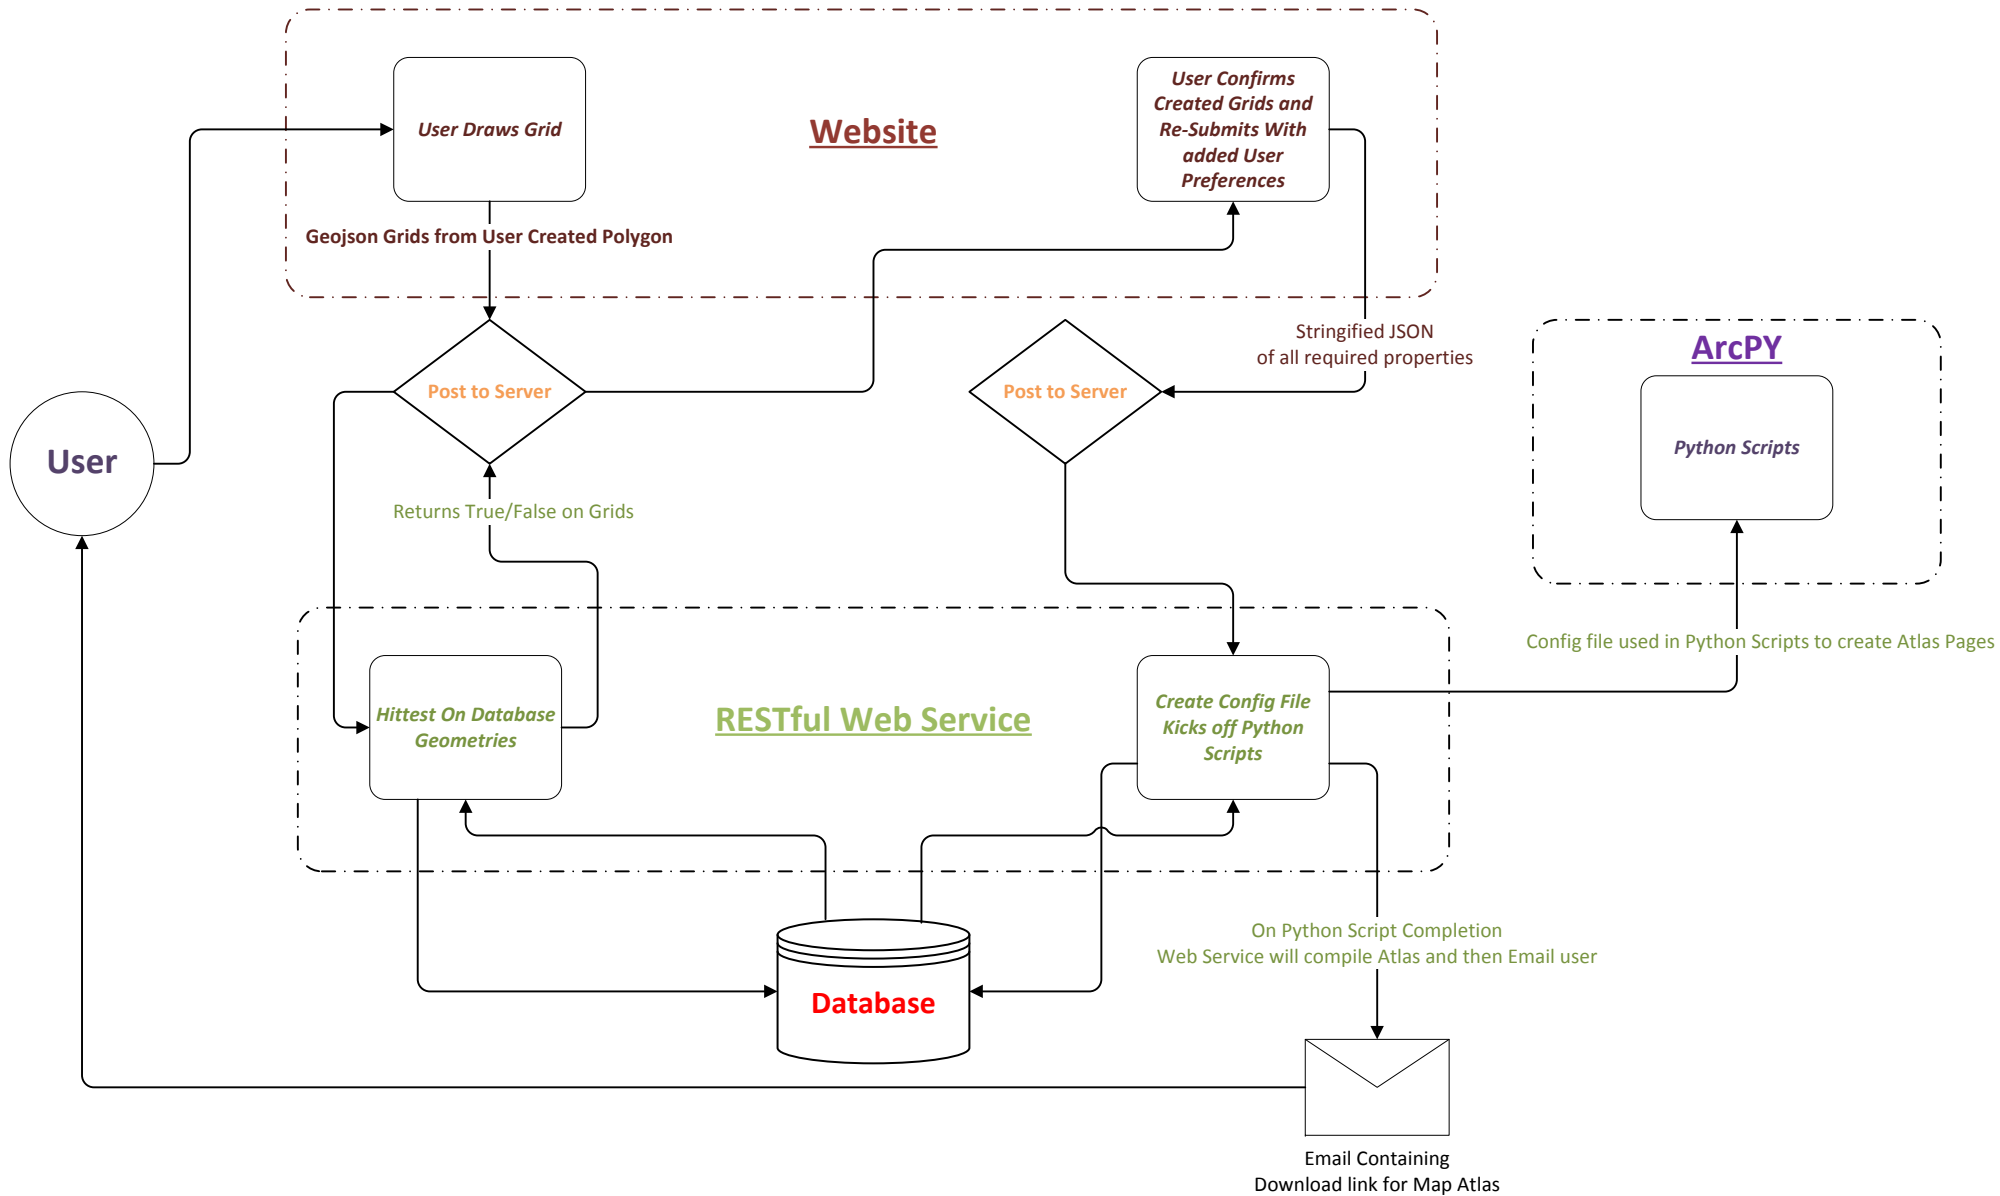 User Draws Grid
Website
User Confirms
Created Grids and
Re-Submits With
added User
Preferences
Geojson Grids from User Created Polygon
Stringified JSON
of all required properties
ArcPY
Post to Server
Post to Server
Python Scripts
User
Returns True/False on Grids
Config file used in Python Scripts to create Atlas Pages
Hittest On Database
Geometries
RESTful Web Service
Create Config File
Kicks off Python
Scripts
On Python Script Completion
Web Service will compile Atlas and then Email user
Database
Email Containing
Download link for Map Atlas